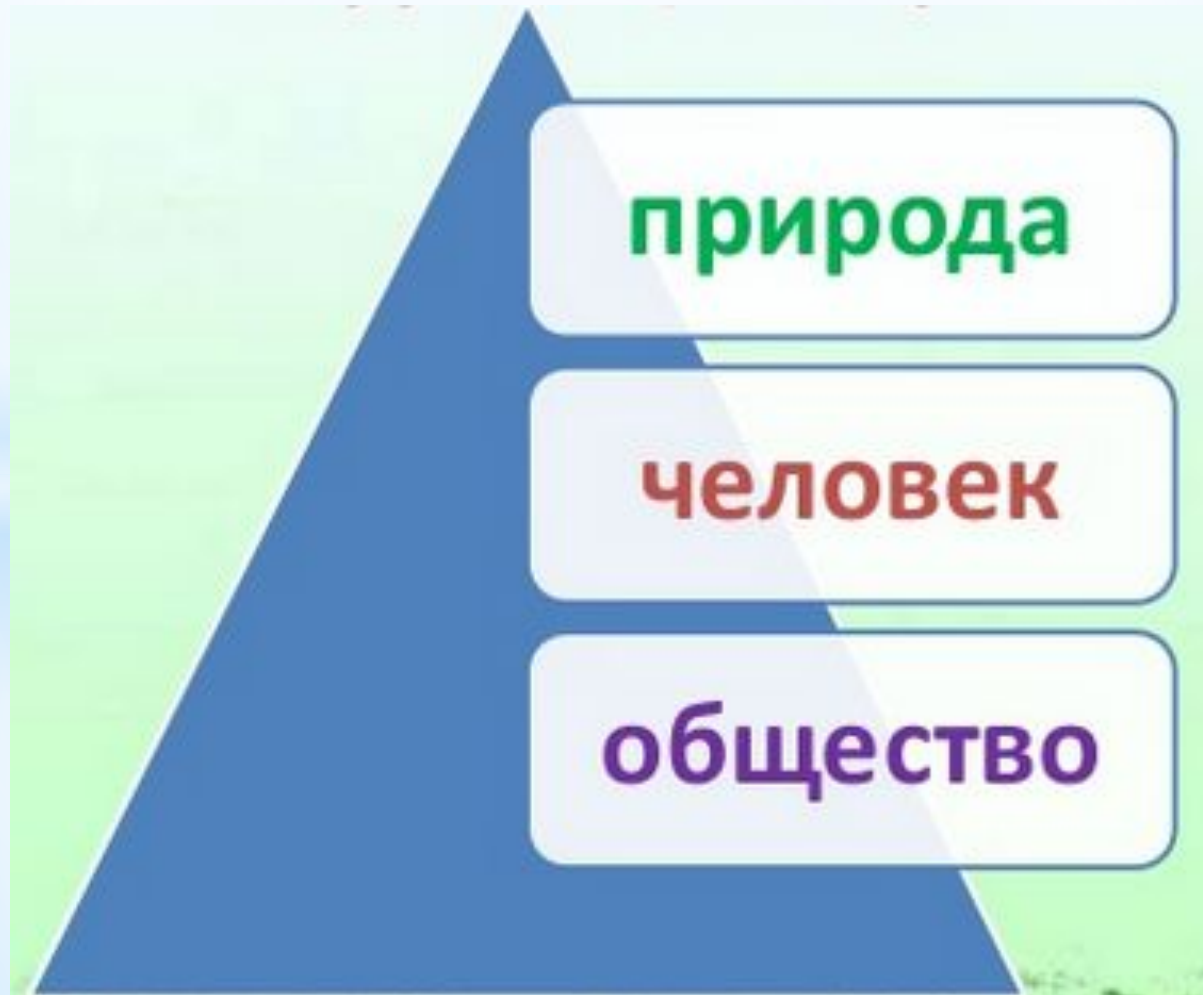 природа
человек
общество